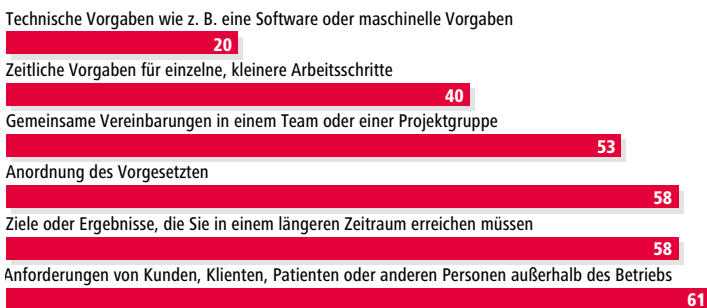 Technische Vorgaben wie z. B. eine Software oder maschinelle Vorgaben
20
Zeitliche Vorgaben für einzelne, kleinere Arbeitsschritte
40
Gemeinsame Vereinbarungen in einem Team oder einer Projektgruppe
53
Anordnung des Vorgesetzten
58
Ziele oder Ergebnisse, die Sie in einem längeren Zeitraum erreichen müssen
58
Anforderungen von Kunden, Klienten, Patienten oder anderen Personen außerhalb des Betriebs
61